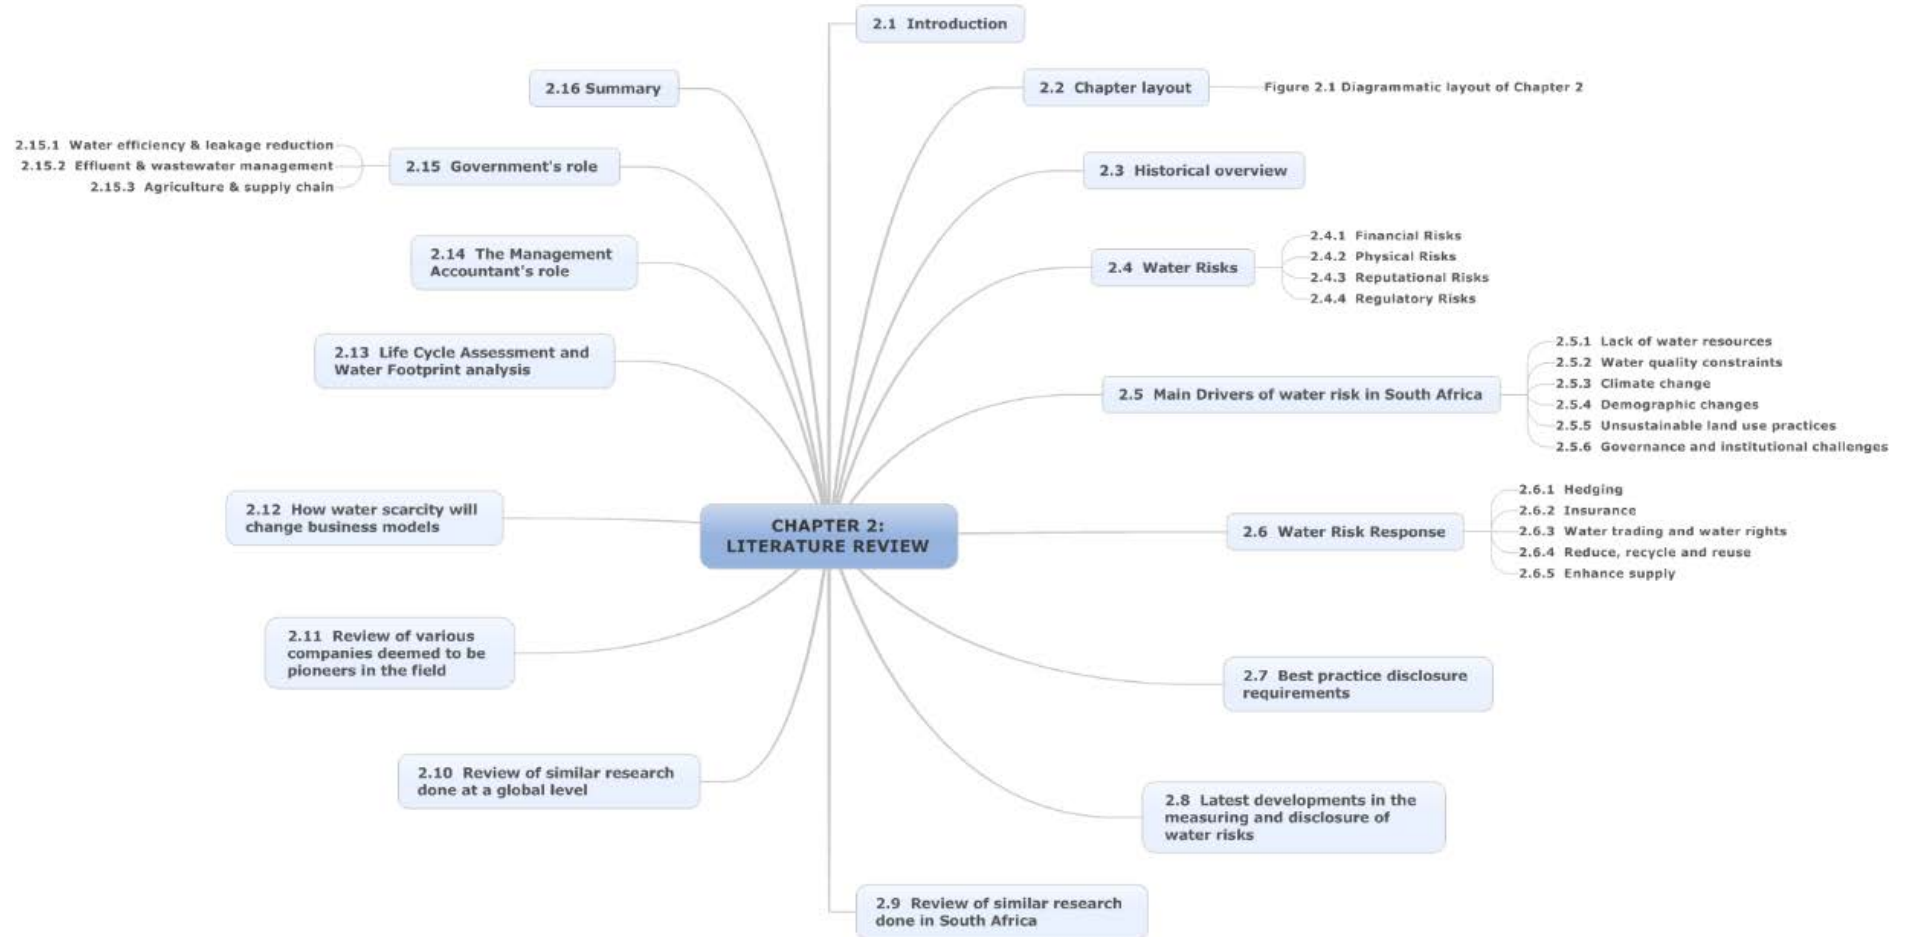 2.1 Introduction
2.2 Chapter layout
Figure 2.1 Diagrammatic layout of Chapter 2
2.3 Historical overview
2.4 Water Risks
2.4.1 Financial Risks
2.4.2 Physical Risks
2.4.3 Reputational Risks
2.4.4 Regulatory Risks
2.5 Main Drivers of water risk in South Africa
2.5.1 Lack of water resources
2.5.2 Water quality constraints
2.5.3 Climate change
2.5.4 Demographic changes
2.5.5 Unsustainable land use practices
2.5.6 Governance and institutional challenges
CHAPTER 2:
LITERATURE REVIEW
2.6 Water Risk Response
2.6.1 Hedging
2.6.2 Insurance
2.6.3 Water trading and water rights
2.6.4 Reduce, recycle and reuse
2.6.5 Enhance supply
2.7 Best practice disclosure
requirements
2.8 Latest developments in the
measuring and disclosure of
water risks
2.9 Review of similar research
done in South Africa
2.10 Review of similar research
done at a global level
2.11 Review of various
companies deemed to be
pioneers in the field
2.12 How water scarcity will
change business models
2.13 Life Cycle Assessment and
Water Footprint analysis
2.14 The Management
Accountant's role
2.15 Government's role
2.15.1 Water efficiency & leakage reduction
2.15.2 Effluent & wastewater management
2.15.3 Agriculture & supply chain
2.16 Summary